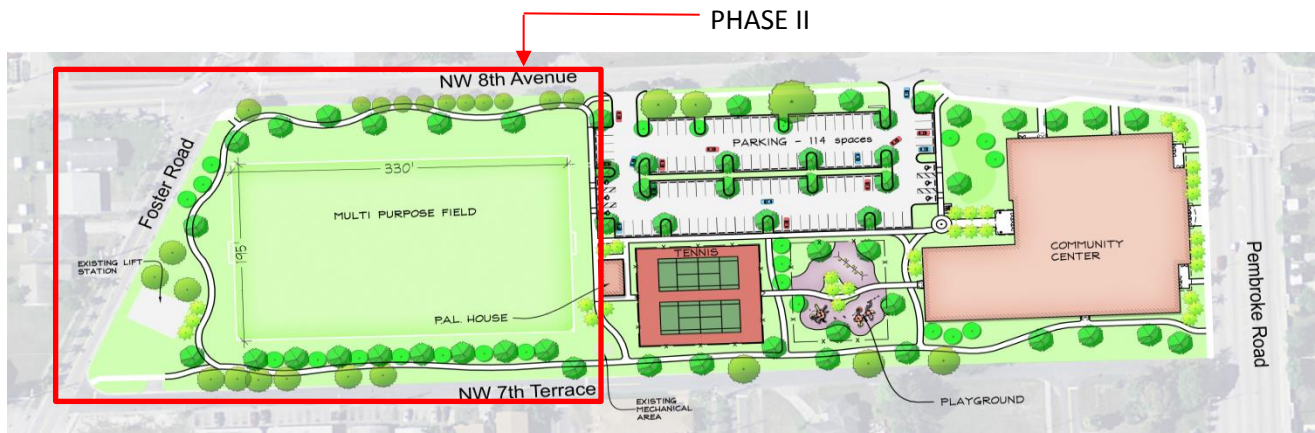 PHASE II
NW 8th Avenue
Foster Road
330'
PARKING - 114 spaces
MULTI PURPOSE FIELD
195'
EXISTING LIFT
STATION
TENNIS
COMMUNITY
CENTER
Pembroke Road
P.A.L. HOUSE
NW 7th Terrace
EXISTING
MECHANICAL
AREA
PLAYGROUND